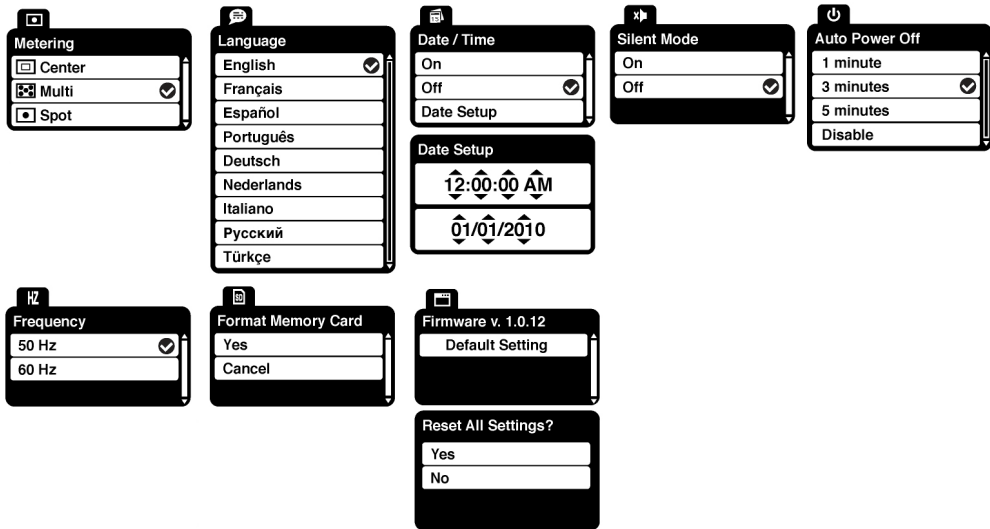 Metering
Center
Multi
Spot
Language
English
Français
Español
Português
Deutsch
Nederlands
Italiano
Русский
Türkçe
15
Date / Time
On
Off
Date Setup
Date Setup
12:00:00 AM
01/01/2010
Silent Mode
On
Off
Auto Power Off
1 minute
3 minutes
5 minutes
Disable
HZ
Frequency
50 Hz
60 Hz
SD
Format Memory Card
Yes
Cancel
Firmware v. 1.0.12
Default Setting
Reset All Settings?
Yes
No